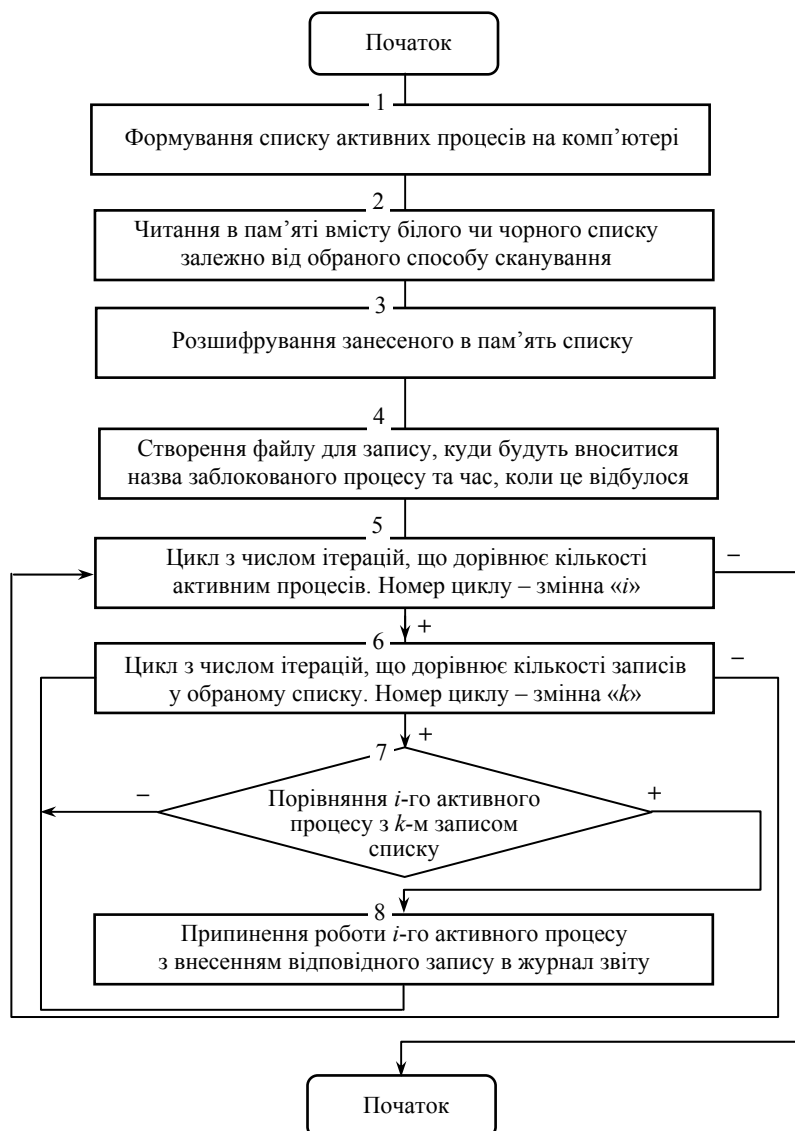 Початок
1
Формування списку активних процесів на комп’ютері
2
Читання в пам’яті вмісту білого чи чорного списку
залежно від обраного способу сканування
3
Розшифрування занесеного в пам’ять списку
4
Створення файлу для запису, куди будуть вноситися
назва заблокованого процесу та час, коли це відбулося
5
Цикл з числом ітерацій, що дорівнює кількості
активним процесів. Номер циклу – змінна «i»
–
+
6
Цикл з числом ітерацій, що дорівнює кількості записів
у обраному списку. Номер циклу – змінна «k»
–
+
7
–
+
Порівняння i-го активного
процесу з k-м записом
списку
8
Припинення роботи i-го активного процесу
з внесенням відповідного запису в журнал звіту
Початок